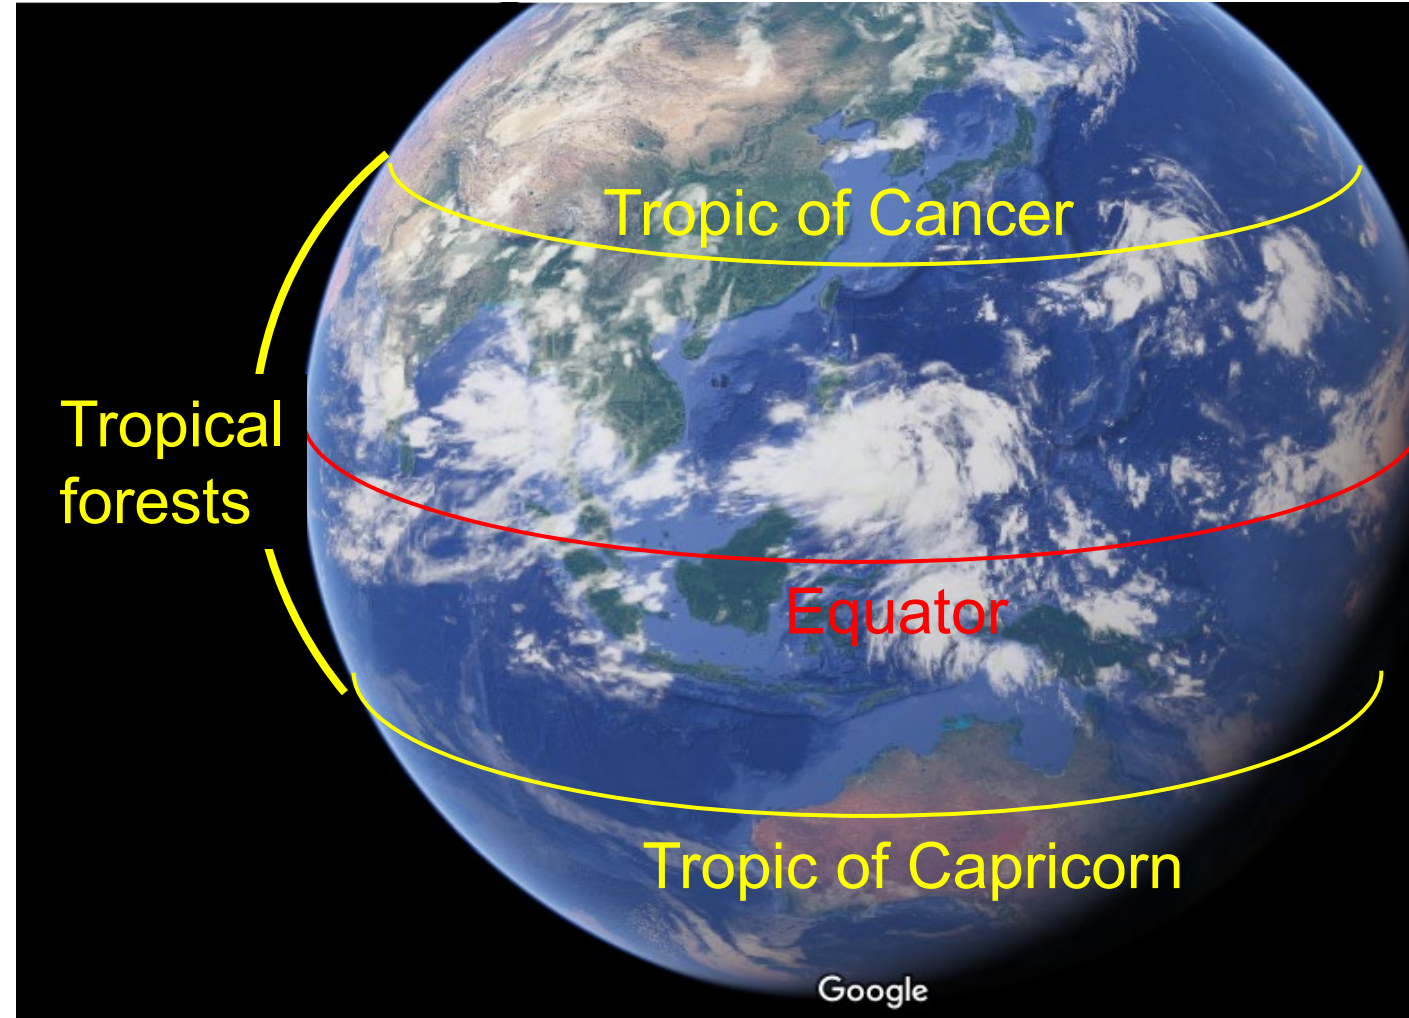 Tropic of Cancer
Tropical
forests
Equator
Tropic of Capricorn
Google